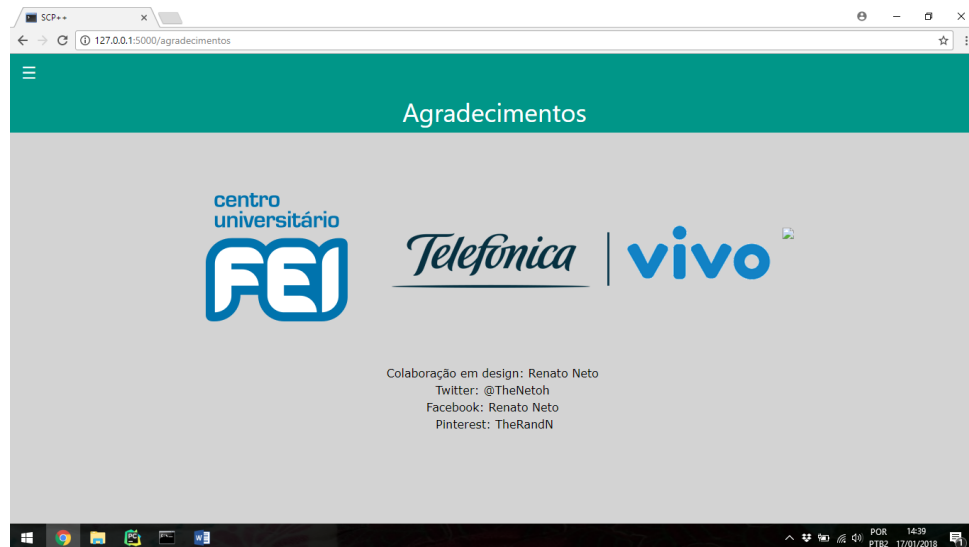 SCP++
127.0.0.1:5000/agradecimentos
Agradecimentos
centro
universitário
FEI
Telefónica
vivo
Colaboração em design: Renato Neto
Twitter: @TheNetoh
Facebook: Renato Neto
Pinterest: TheRandN
PC
W
POR
14:39
PTB2
17/01/2018